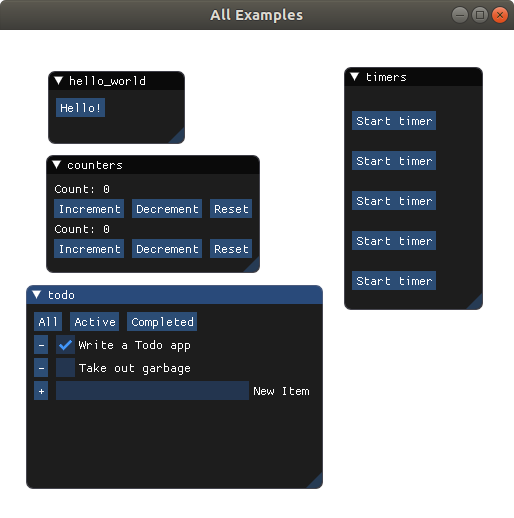 All Examples
hello_world
Hello!
counters
Count: 0
Increment Decrement Reset
Count: 0
Increment Decrement Reset
timers
Start timer
Start timer
Start timer
Start timer
Start timer
todo
All Active Completed
- Write a Todo app
- Take out garbage
+ New Item